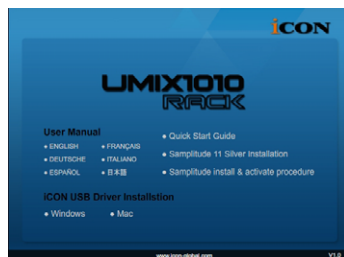 iCON
UMIX1010
RACK
User Manual
• ENGLISH
• FRANÇAIS
• DEUTSCHE
• ITALIANO
• ESPAÑOL
• 日本語
• Quick Start Guide
• Samplitude 11 Silver Installation
• Samplitude install & activate procedure
iCON USB Driver Installstion
• Windows
• Mac
www.icon-global.com
V1.0